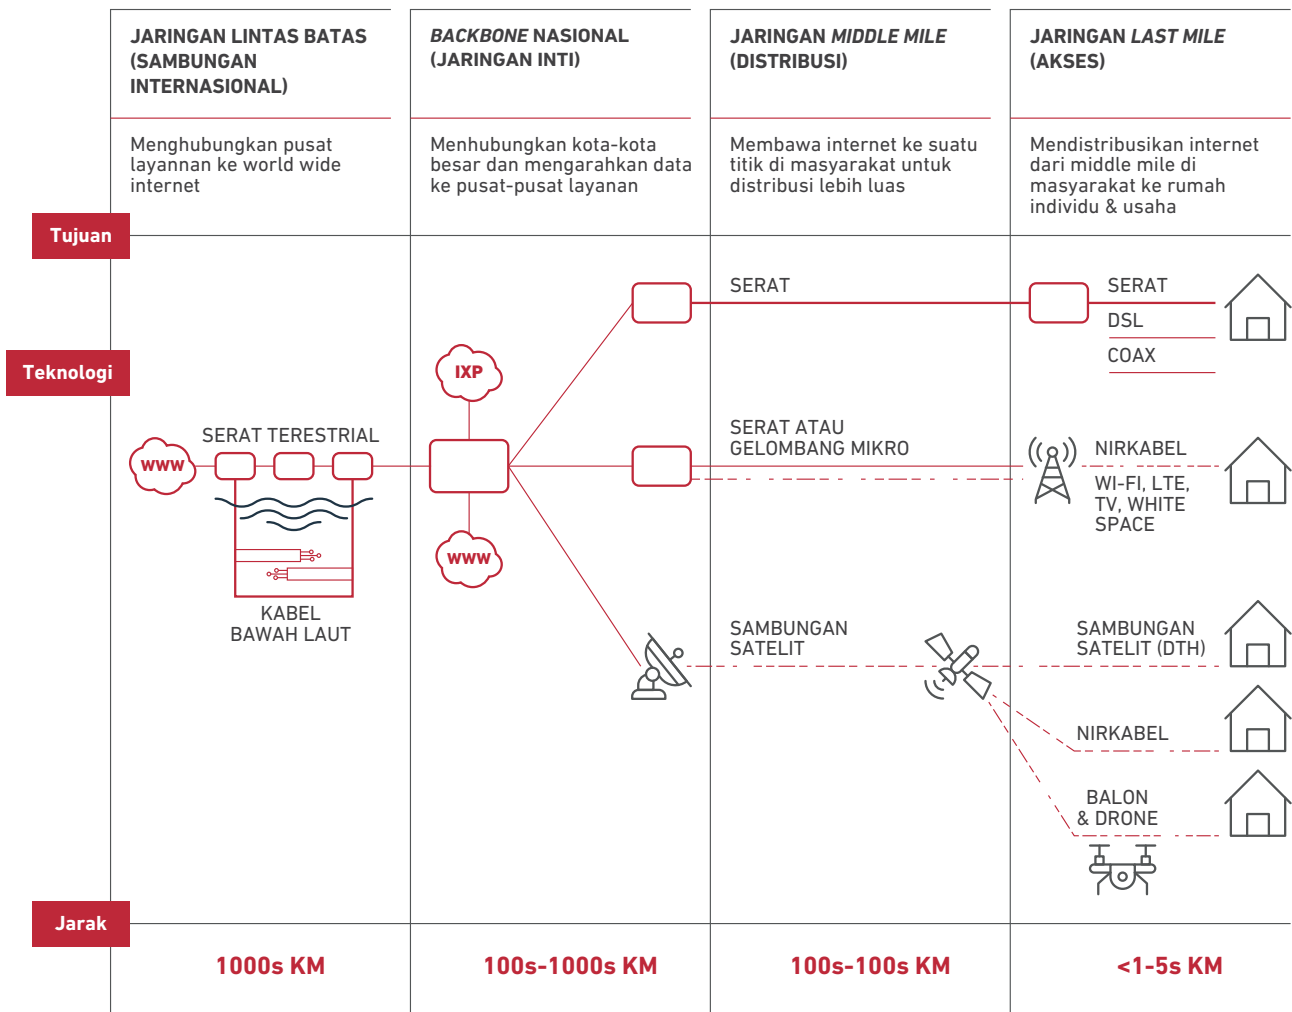 JARINGAN LINTAS BATAS
(SAMBUNGAN
INTERNASIONAL)
BACKBONE NASIONAL
(JARINGAN INTI)
JARINGAN MIDDLE MILE
(DISTRIBUSI)
JARINGAN LAST MILE
(AKSES)
Menghubungkan pusat
layannan ke world wide
internet
Menhubungkan kota-kota
besar dan mengarahkan data
ke pusat-pusat layanan
Membawa internet ke suatu
titik di masyarakat untuk
distribusi lebih luas
Mendistribusikan internet
dari middle mile di
masyarakat ke rumah
individu & usaha
Tujuan
Teknologi
WWW
SERAT TERESTRIAL
KABEL
BAWAH LAUT
IXP
WWW
SERAT
SERAT
DSL
COAX
SERAT ATAU
GELOMBANG MIKRO
NIRKABEL
WI-FI, LTE,
TV, WHITE
SPACE
SAMBUNGAN
SATELIT
SAMBUNGAN
SATELIT (DTH)
NIRKABEL
BALON
& DRONE
Jarak
1000s KM
100s-1000s KM
100s-100s KM
<1-5s KM